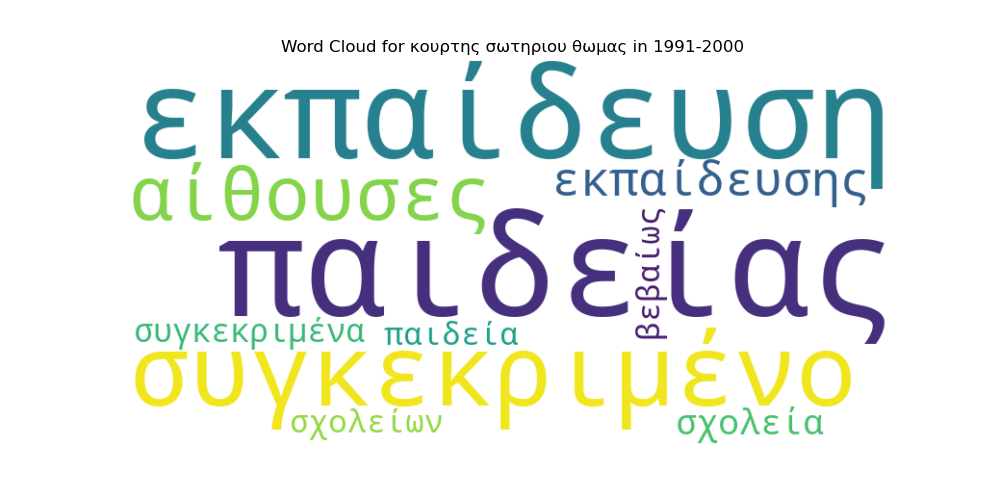 Word Cloud for κουρτης σωτηριου θωμας in 1991-2000
εκπαίδευση
αίθουσες εκπαίδευσης
παιδείας βεβαίως
συγκεκριμένα παιδεία
συγκεκριμένο
σχολείων σχολεία